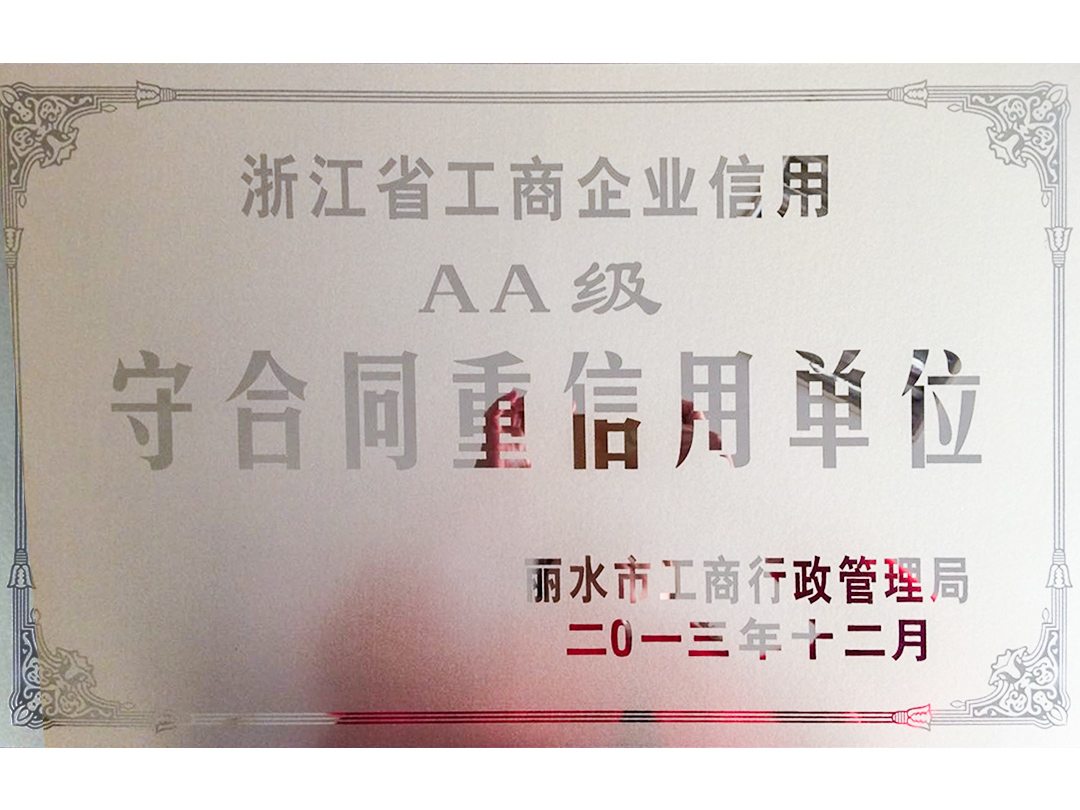 浙江省工商企业信用
AA级
守合同重信用单位
丽水市工商行政管理局
二0一三年十二月